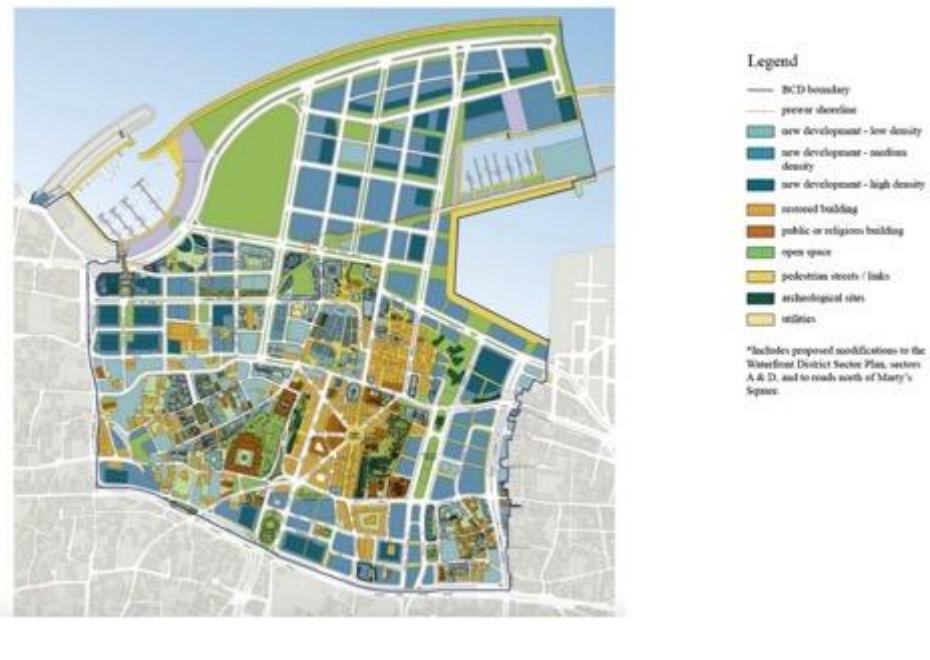 Legend
BCD boundary
prewar shoreline
new development - low density
new development - medium
density
new development - high density
restored building
public or religious building
open space
pedestrian streets / links
archeological sites
utilities
*Includes proposed modifications to the
Waterfront District Sector Plan, sectors
A & D, and to roads north of Marty's
Square.